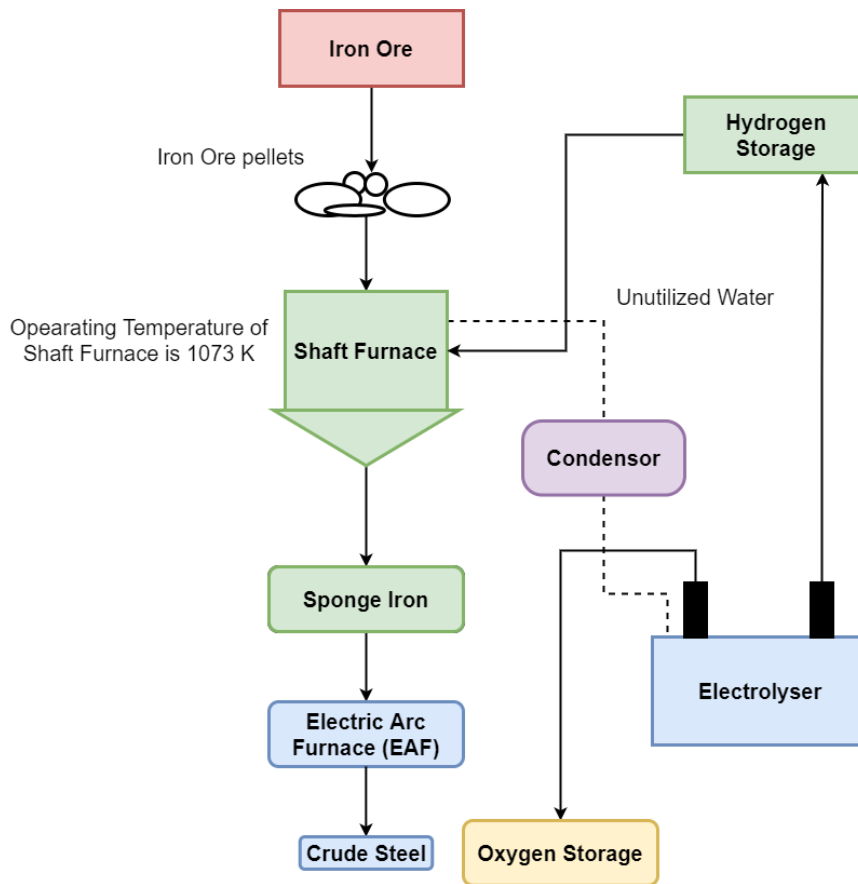 Iron Ore
Hydrogen
Storage
Iron Ore pellets
Unutilized Water
Opearating Temperature of
Shaft Furnace is 1073 K
Shaft Furnace
Condensor
Sponge Iron
Electrolyser
Electric Arc
Furnace (EAF)
Crude Steel
Oxygen Storage